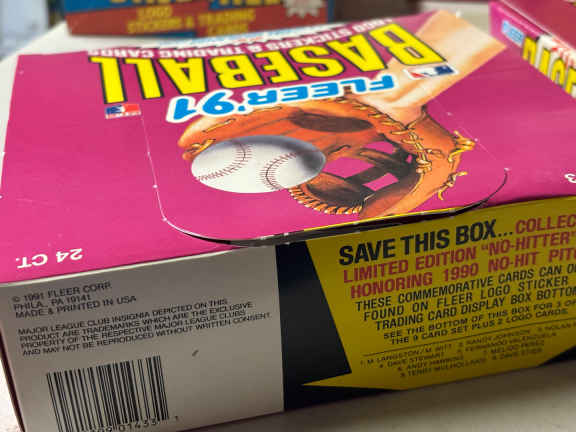 LOGO
STICKERS & TRADING
CARDS
& LOGO STICKERS & TRADING CARDS
BASEBALL
FLEER '91
24 CT.
© 1991 FLEER CORP.
PHILA., PA 19141
MADE & PRINTED IN USA
MAJOR LEAGUE CLUB INSIGNIA DEPICTED ON THIS
PRODUCT ARE TRADEMARKS WHICH ARE THE EXCLUSIVE
PROPERTY OF THE RESPECTIVE MAJOR LEAGUE CLUBS
AND MAY NOT BE REPRODUCED WITHOUT WRITTEN CONSENT.
SAVE THIS BOX...COLLEC
LIMITED EDITION "NO-HITTER"
HONORING 1990 NO-HIT PIT
THESE COMMEMORATIVE CARDS CAN O
FOUND ON FLEER LOGO STICKER
TRADING CARD DISPLAY BOX BOTTOM
SEE THE BOTTOM OF THIS BOX FOR 3 OF
THE 9 CARD SET PLUS 2 LOGO CARDS.
1. M. LANGSTON / M. WITT 2. RANDY JOHNSON 3. NOLAN
4. DAVE STEWART 5. FERNANDO VALENZUELA
6. ANDY HAWKINS 7. MELIDO PEREZ
8. TERRY MULHOLLAND 9. DAVE STIEB